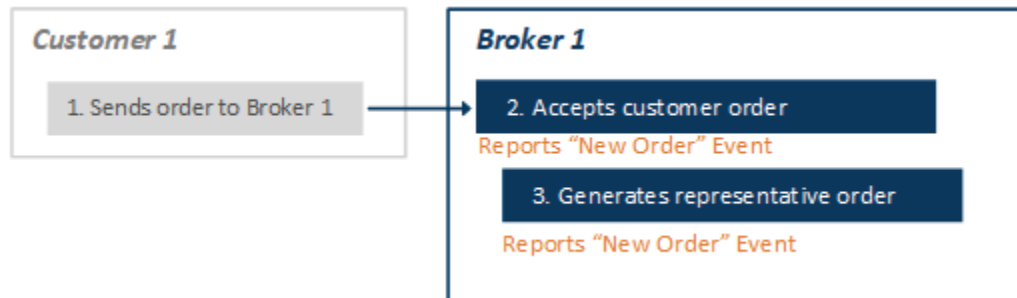 Customer 1
1. Sends order to Broker 1
Broker 1
2. Accepts customer order
Reports “New Order” Event
3. Generates representative order
Reports “New Order” Event